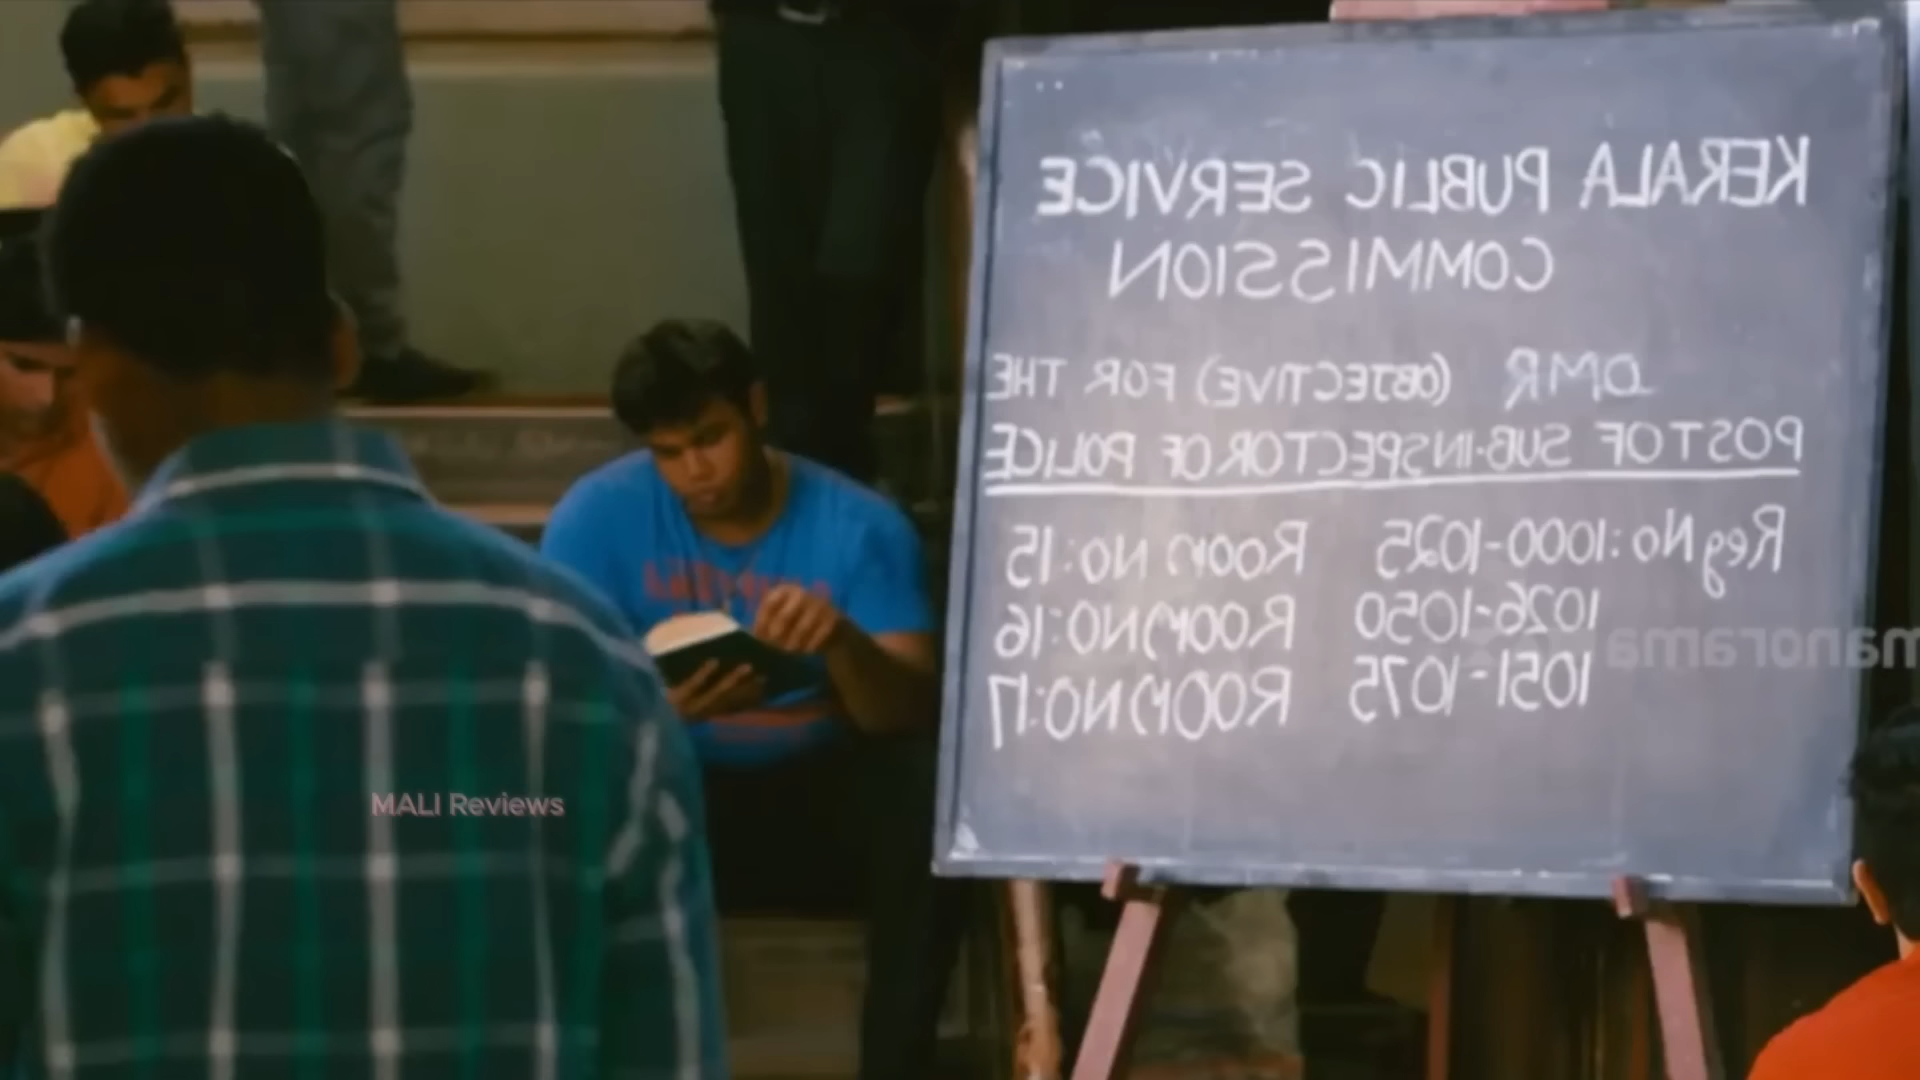 KERALA PUBLIC SERVICE
COMMISSION
OMR (OBJECTIVE) FOR THE
POST OF SUB-INSPECTOR OF POLICE
Reg No: 1000-1025 Room No: 15
1026-1050 Room NO: 16
1051-1075 Room NO: 17
manorama
MALI Reviews